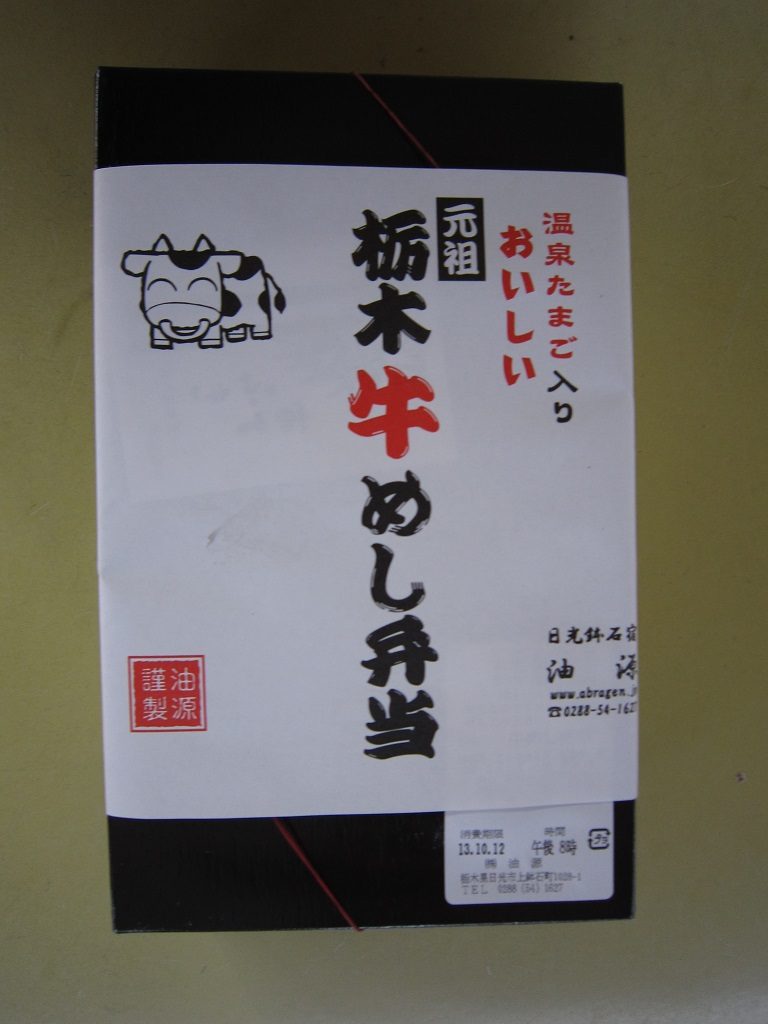 温泉たまご入り
おいしい
元祖
栃木牛めし弁当
日光鉢石宿
油源
www.abragen.j
☎0288-54-1627
油源
謹製
消費期限 時間
13.10.12 午後 8時
㈱ 油源
栃木県日光市上鉢石町1028-1
TEL 0288(54)1627